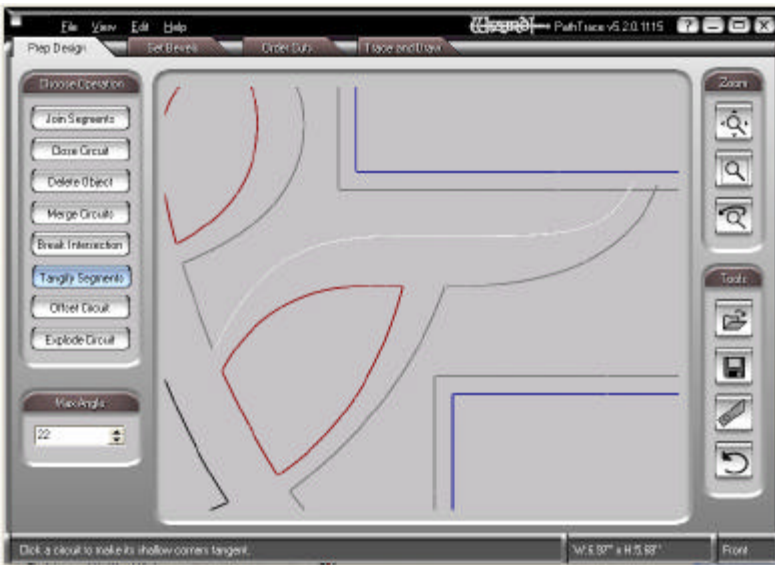 File View Edit Help
PathTrace v5.2.0.1115
Prep Design
Set Bevels
Order Cuts
Trace and Draw
Choose Operation
Join Segments
Close Circuit
Delete Object
Merge Circuits
Break Intersection
Tangify Segments
Offset Circuit
Explode Circuit
Max Angle
22
Zoom
Tools
Click a circuit to make its shallow corners tangent.
Front